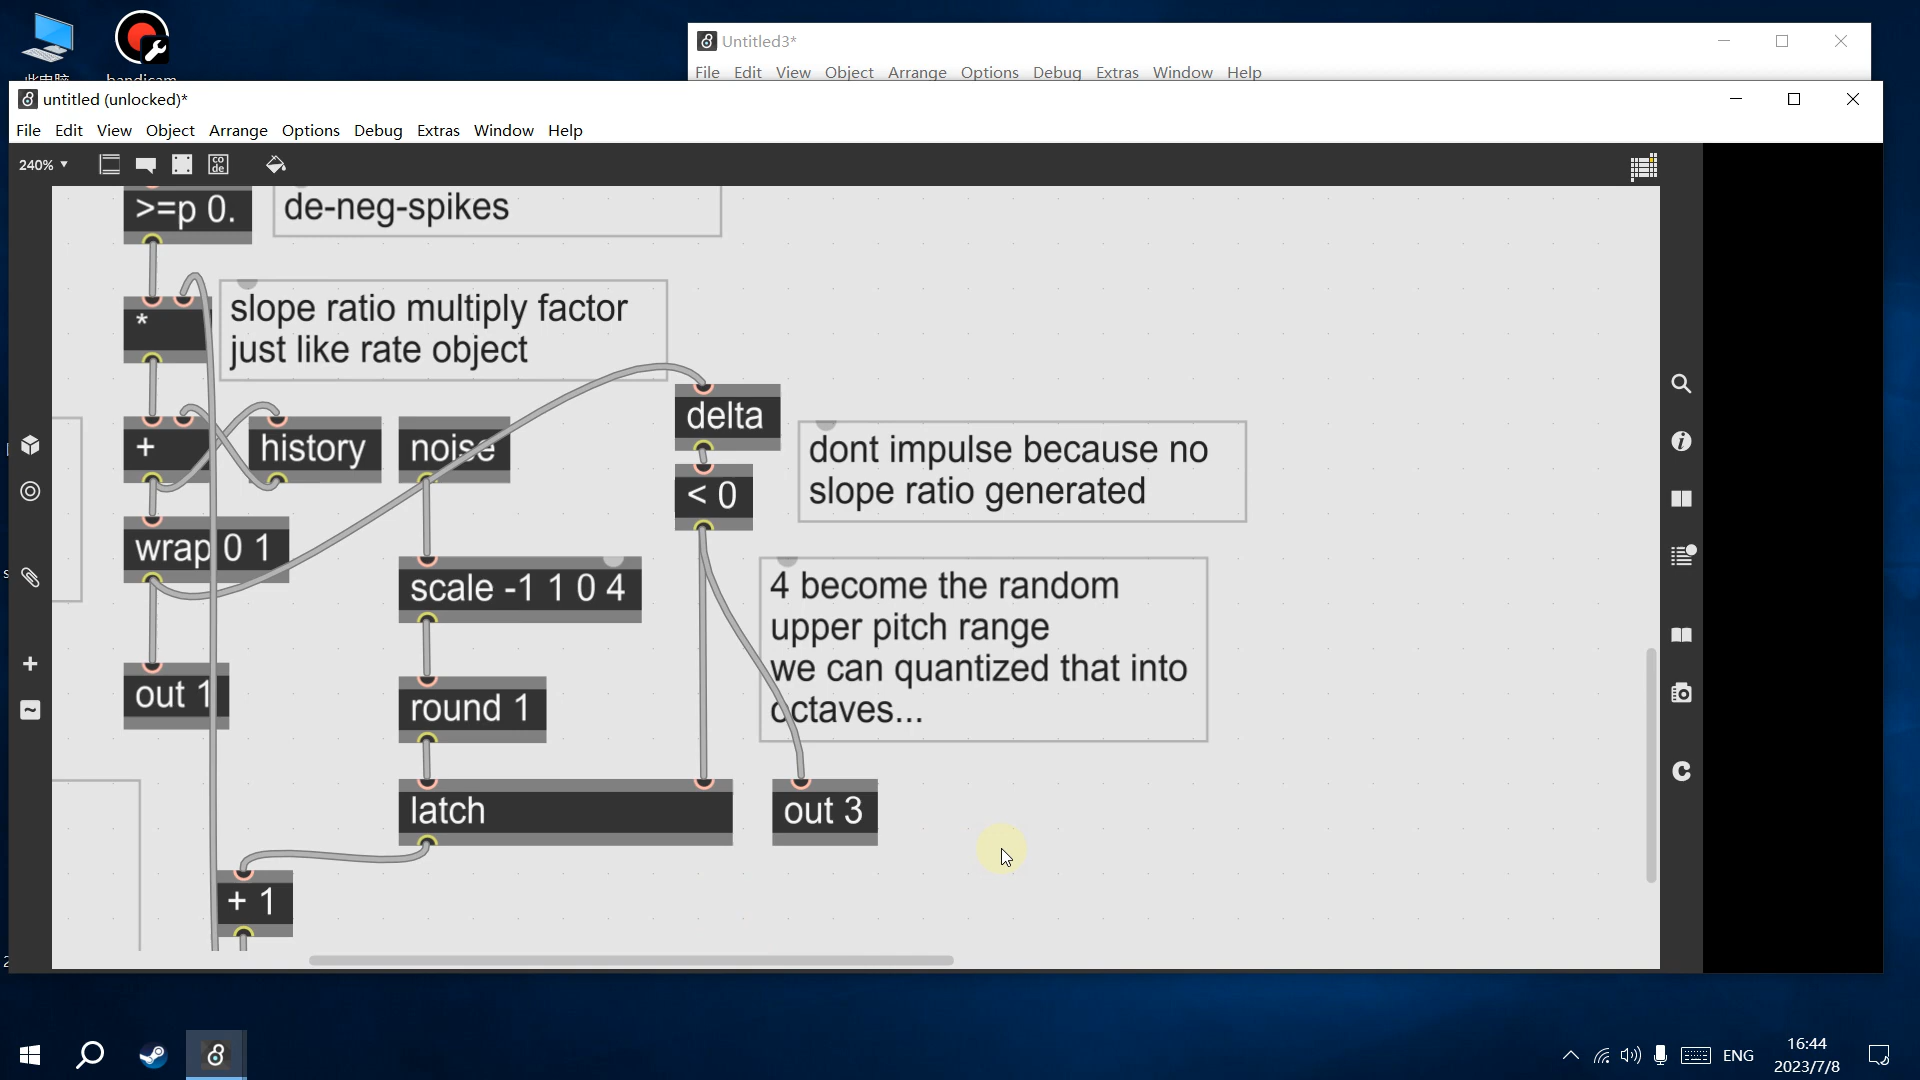 Untitled3*
File Edit View Object Arrange Options Debug Extras Window Help
untitled (unlocked)*
File Edit View Object Arrange Options Debug Extras Window Help
240%
co
de
>=p 0.
de-neg-spikes
*
slope ratio multiply factor
just like rate object
delta
dont impulse because no
slope ratio generated
+
history
noise
< 0
wrap 0 1
scale -1 1 0 4
4 become the random
upper pitch range
we can quantized that into
octaves...
out 1
round 1
latch
out 3
+ 1
ENG
16:44
2023/7/8